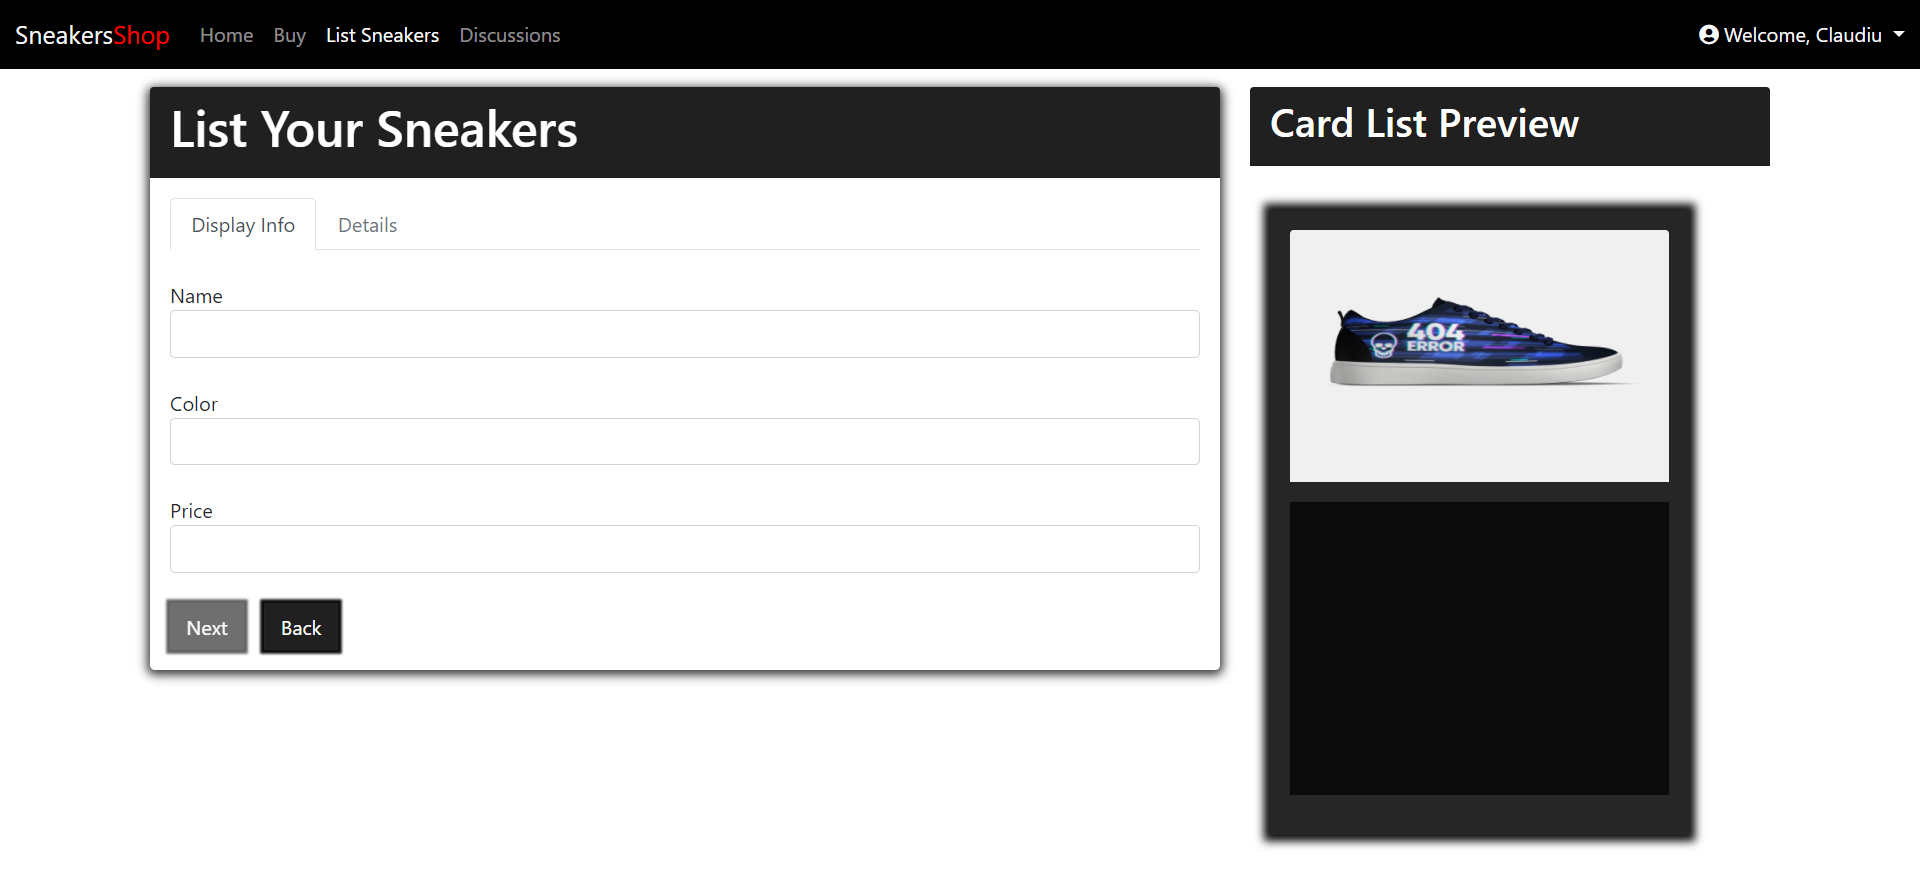 SneakersShop Home Buy List Sneakers Discussions Welcome, Claudiu
List Your Sneakers
Display Info Details
Name
Color
Price
Next Back
Card List Preview
404
ERROR